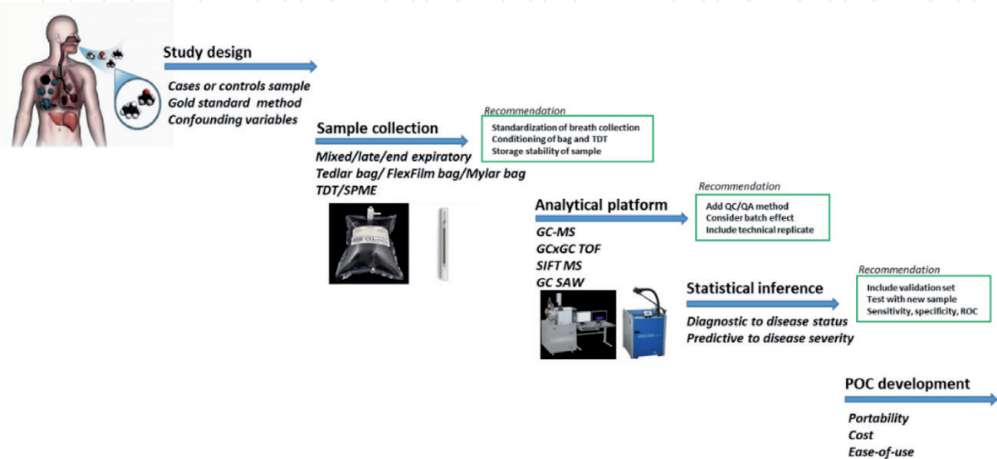 Study design
Cases or controls sample
Gold standard method
Confounding variables
Sample collection
Mixed/late/end expiratory
Tedlar bag/ FlexFilm bag/Mylar bag
TDT/SPME
Recommendation
Standardization of breath collection
Conditioning of bag and TDT
Storage stability of sample
Analytical platform
GC-MS
GCxGC TOF
SIFT MS
GC SAW
Recommendation
Add QC/QA method
Consider batch effect
Include technical replicate
Statistical inference
Diagnostic to disease status
Predictive to disease severity
Recommendation
Include validation set
Test with new sample
Sensitivity, specificity, ROC
POC development
Portability
Cost
Ease-of-use